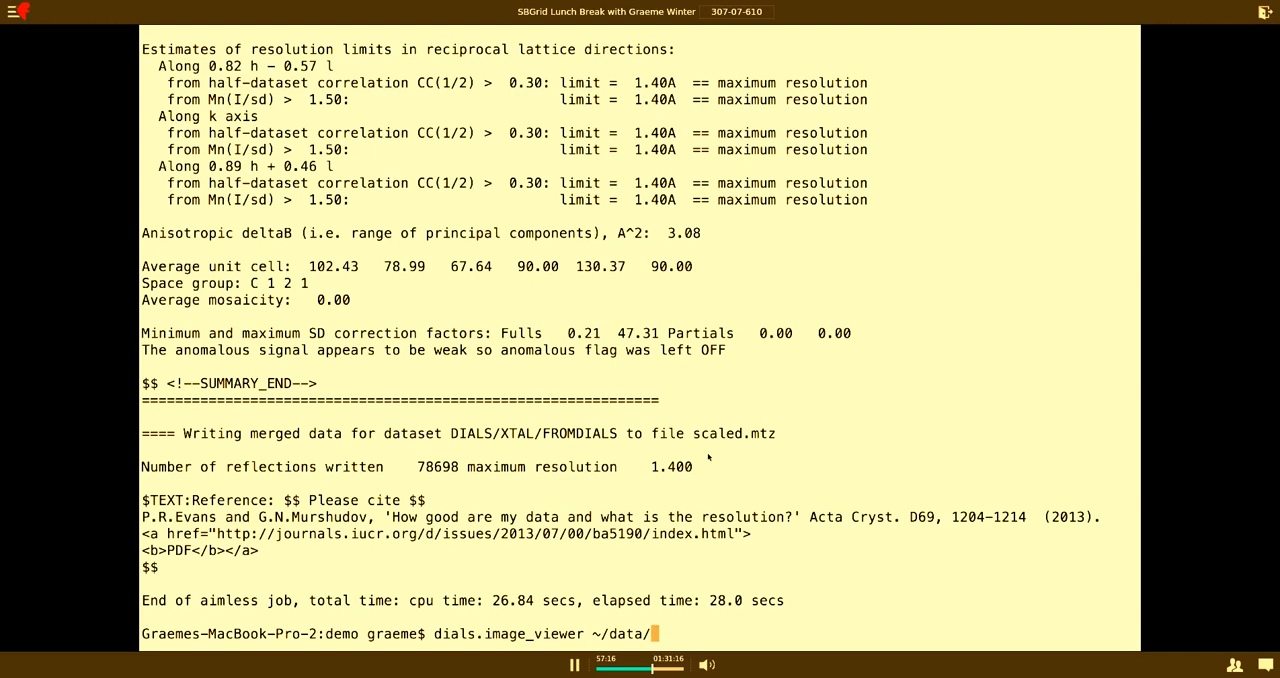 SBGrid Lunch Break with Graeme Winter 307-07-610
Estimates of resolution limits in reciprocal lattice directions:
Along 0.82 h - 0.57 l
from half-dataset correlation CC(1/2) > 0.30: limit = 1.40A == maximum resolution
from Mn(I/sd) > 1.50: limit = 1.40A == maximum resolution
Along k axis
from half-dataset correlation CC(1/2) > 0.30: limit = 1.40A == maximum resolution
from Mn(I/sd) > 1.50: limit = 1.40A == maximum resolution
Along 0.89 h + 0.46 l
from half-dataset correlation CC(1/2) > 0.30: limit = 1.40A == maximum resolution
from Mn(I/sd) > 1.50: limit = 1.40A == maximum resolution
Anisotropic deltaB (i.e. range of principal components), A^2: 3.08
Average unit cell: 102.43 78.99 67.64 90.00 130.37 90.00
Space group: C 1 2 1
Average mosaicity: 0.00
Minimum and maximum SD correction factors: Fulls 0.21 47.31 Partials 0.00 0.00
The anomalous signal appears to be weak so anomalous flag was left OFF
$$ <!--SUMMARY_END-->
==============================================================
==== Writing merged data for dataset DIALS/XTAL/FROMDIALS to file scaled.mtz
Number of reflections written 78698 maximum resolution 1.400
$TEXT:Reference: $$ Please cite $$
P.R.Evans and G.N.Murshudov, 'How good are my data and what is the resolution?' Acta Cryst. D69, 1204-1214 (2013).
<a href="http://journals.iucr.org/d/issues/2013/07/00/ba5190/index.html">
<b>PDF</b></a>
$$
End of aimless job, total time: cpu time: 26.84 secs, elapsed time: 28.0 secs
Graemes-MacBook-Pro-2:demo graeme$ dials.image_viewer ~/data/
57:16 01:31:16